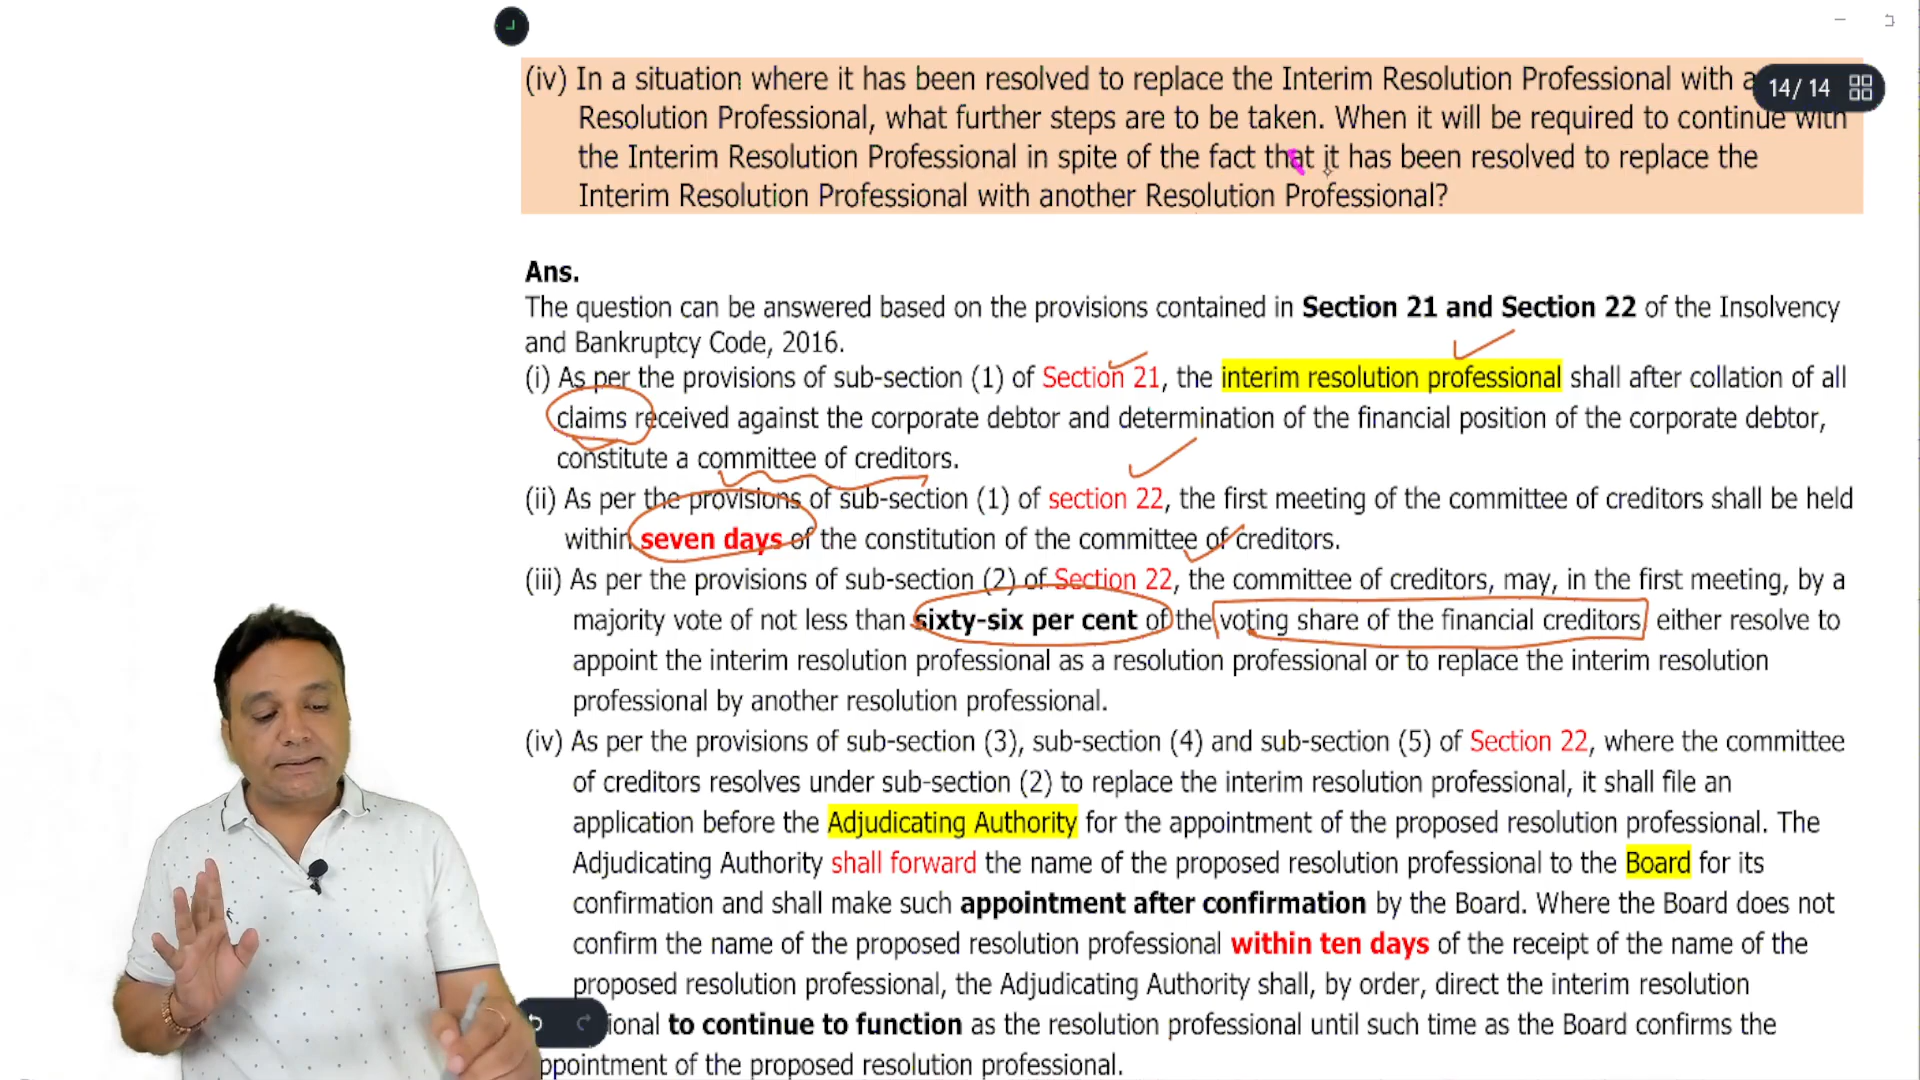 14/ 14
(iv) In a situation where it has been resolved to replace the Interim Resolution Professional with a
Resolution Professional, what further steps are to be taken. When it will be required to continue with
the Interim Resolution Professional in spite of the fact that it has been resolved to replace the
Interim Resolution Professional with another Resolution Professional?
Ans.
The question can be answered based on the provisions contained in Section 21 and Section 22 of the Insolvency
and Bankruptcy Code, 2016.
(i) As per the provisions of sub-section (1) of Section 21, the interim resolution professional shall after collation of all
claims received against the corporate debtor and determination of the financial position of the corporate debtor,
constitute a committee of creditors.
(ii) As per the provisions of sub-section (1) of section 22, the first meeting of the committee of creditors shall be held
within seven days of the constitution of the committee of creditors.
(iii) As per the provisions of sub-section (2) of Section 22, the committee of creditors, may, in the first meeting, by a
majority vote of not less than sixty-six per cent of the voting share of the financial creditors, either resolve to
appoint the interim resolution professional as a resolution professional or to replace the interim resolution
professional by another resolution professional.
(iv) As per the provisions of sub-section (3), sub-section (4) and sub-section (5) of Section 22, where the committee
of creditors resolves under sub-section (2) to replace the interim resolution professional, it shall file an
application before the Adjudicating Authority for the appointment of the proposed resolution professional. The
Adjudicating Authority shall forward the name of the proposed resolution professional to the Board for its
confirmation and shall make such appointment after confirmation by the Board. Where the Board does not
confirm the name of the proposed resolution professional within ten days of the receipt of the name of the
proposed resolution professional, the Adjudicating Authority shall, by order, direct the interim resolution
ional to continue to function as the resolution professional until such time as the Board confirms the
ppointment of the proposed resolution professional.